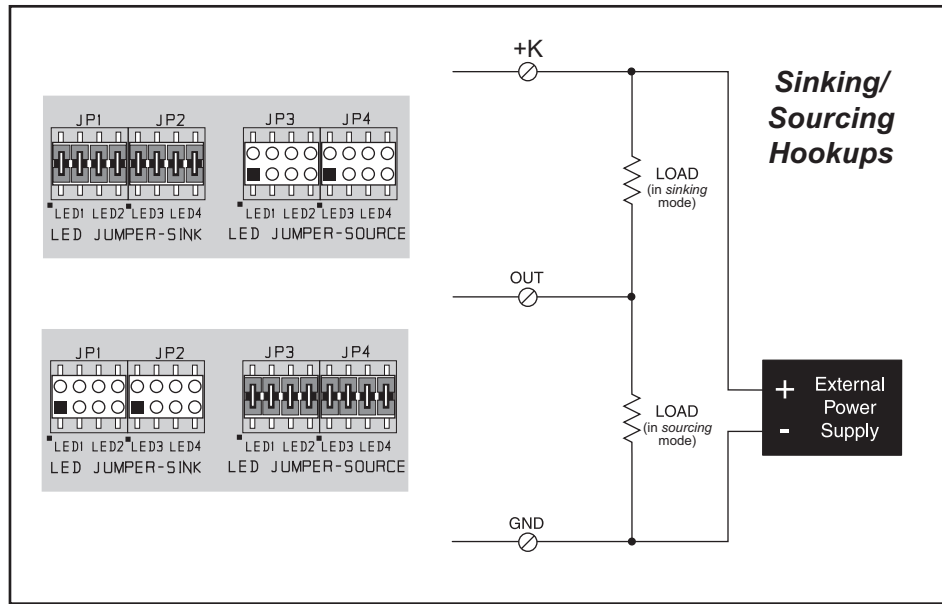 +K
Sinking/
Sourcing
Hookups
JP1 JP2 JP3 JP4
LED1 LED2 LED3 LED4 LED1 LED2 LED3 LED4
LED JUMPER-SINK LED JUMPER-SOURCE
LOAD
(in sinking
mode)
OUT
JP1 JP2 JP3 JP4
LED1 LED2 LED3 LED4 LED1 LED2 LED3 LED4
LED JUMPER-SINK LED JUMPER-SOURCE
LOAD
(in sourcing
mode)
+ External
Power
- Supply
GND